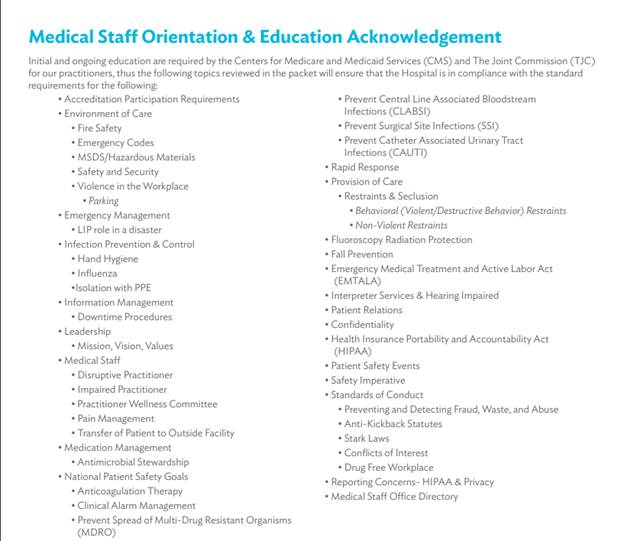 Medical Staff Orientation & Education Acknowledgement
Initial and ongoing education are required by the Centers for Medicare and Medicaid Services (CMS) and The Joint Commission (TJC)
for our practitioners, thus the following topics reviewed in the packet will ensure that the Hospital is in compliance with the standard
requirements for the following:
• Accreditation Participation Requirements
• Environment of Care
• Fire Safety
• Emergency Codes
• MSDS/Hazardous Materials
• Safety and Security
• Violence in the Workplace
• Parking
• Emergency Management
• LIP role in a disaster
• Infection Prevention & Control
• Hand Hygiene
• Influenza
•Isolation with PPE
• Information Management
• Downtime Procedures
• Leadership
• Mission, Vision, Values
• Medical Staff
• Disruptive Practitioner
• Impaired Practitioner
• Practitioner Wellness Committee
• Pain Management
• Transfer of Patient to Outside Facility
• Medication Management
• Antimicrobial Stewardship
• National Patient Safety Goals
• Anticoagulation Therapy
• Clinical Alarm Management
• Prevent Spread of Multi-Drug Resistant Organisms
(MDRO)
• Prevent Central Line Associated Bloodstream
Infections (CLABSI)
• Prevent Surgical Site Infections (SSI)
• Prevent Catheter Associated Urinary Tract
Infections (CAUTI)
• Rapid Response
• Provision of Care
• Restraints & Seclusion
• Behavioral (Violent/Destructive Behavior) Restraints
• Non-Violent Restraints
• Fluoroscopy Radiation Protection
• Fall Prevention
• Emergency Medical Treatment and Active Labor Act
(EMTALA)
• Interpreter Services & Hearing Impaired
• Patient Relations
• Confidentiality
• Health Insurance Portability and Accountability Act
(HIPAA)
• Patient Safety Events
• Safety Imperative
• Standards of Conduct
• Preventing and Detecting Fraud, Waste, and Abuse
• Anti-Kickback Statutes
• Stark Laws
• Conflicts of Interest
• Drug Free Workplace
• Reporting Concerns- HIPAA & Privacy
• Medical Staff Office Directory